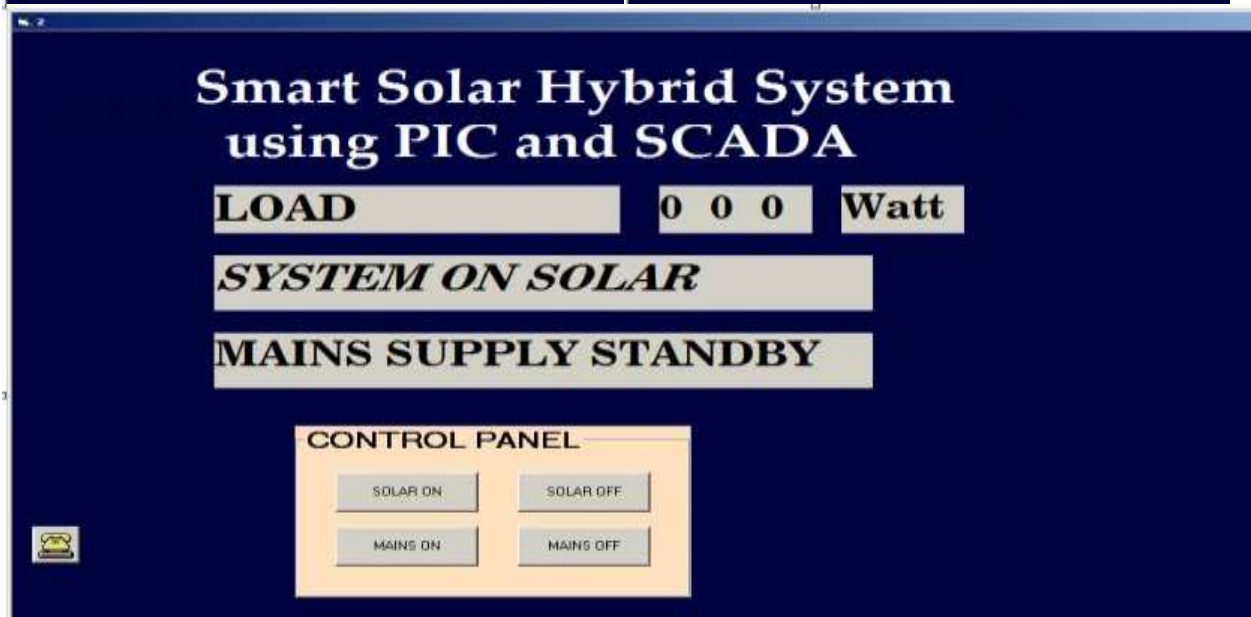 Smart Solar Hybrid System
using PIC and SCADA
LOAD 0 0 0 Watt
SYSTEM ON SOLAR
MAINS SUPPLY STANDBY
CONTROL PANEL
SOLAR ON SOLAR OFF
MAINS ON MAINS OFF